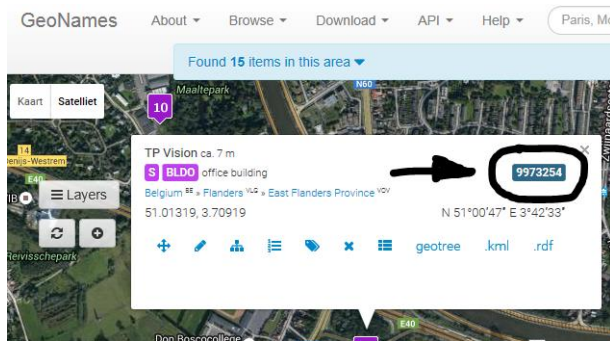 GeoNames About Browse Download API Help Paris, Mo
Found 15 items in this area
N60
Maaltepark
10
Kaart Satelliet
14
TP Vision ca. 7 m
S BLDO office building 9973254
Belgium BE » Flanders VLG » East Flanders Province VOV
51.01319, 3.70919 N 51°00'47" E 3°42'33"
E40
Layers
geotree .kml .rdf
E40
Don Boscocollege